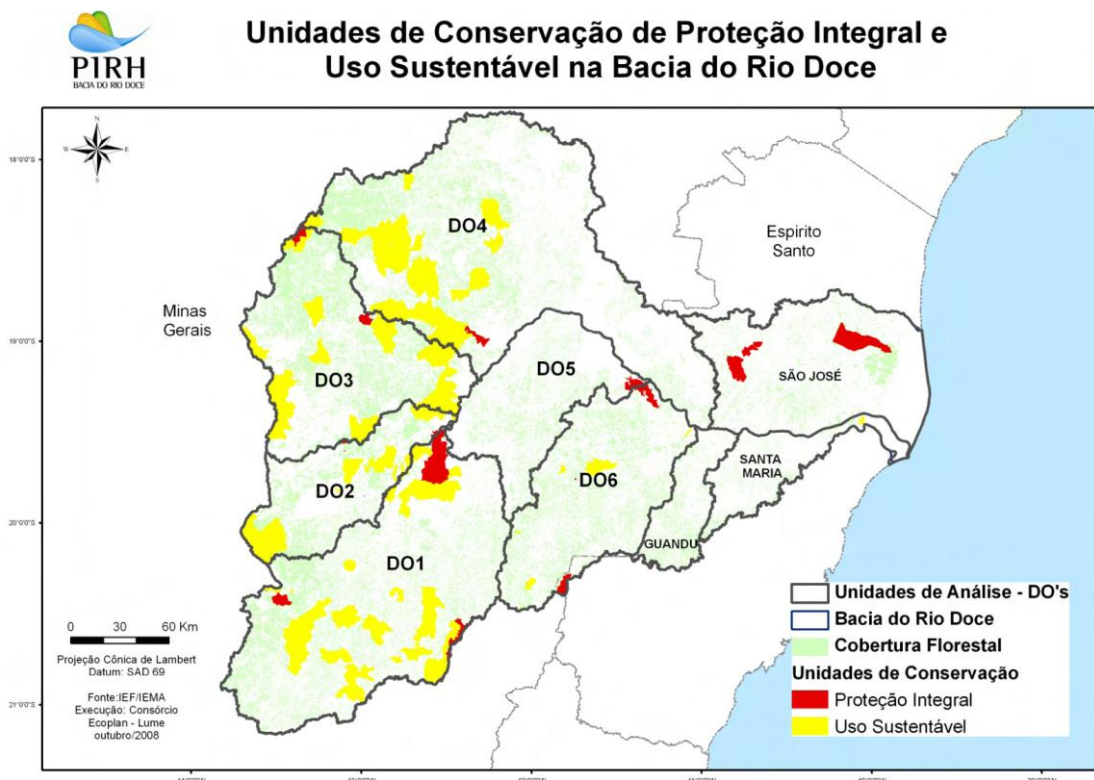 PIRH
BACIA DO RIO DOCE
Unidades de Conservação de Proteção Integral e
Uso Sustentável na Bacia do Rio Doce
N
W
E
S
18°0'0"S
19°0'0"S
20°0'0"S
21°0'0"S
Minas
Gerais
Espirito
Santo
DO4
DO3
DO5
SÃO JOSÉ
DO2
DO6
SANTA
MARIA
DO1
GUANDU
0 30 60 Km
Projeção Cônica de Lambert
Datum: SAD 69
Fonte:IEF/IEMA
Execução: Consórcio
Ecoplan - Lume
outubro/2008
Unidades de Análise - DO's
Bacia do Rio Doce
Cobertura Florestal
Unidades de Conservação
Proteção Integral
Uso Sustentável